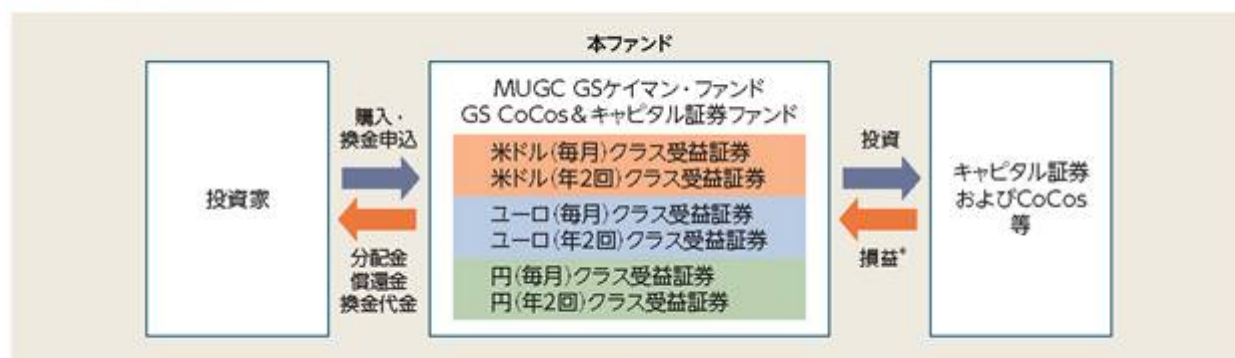 本ファンド
投資家
購入・
換金申込
分配金
償還金
換金代金
MUGC GSケイマン・ファンド
GS CoCos&キャピタル証券ファンド
米ドル(毎月)クラス受益証券
米ドル(年2回)クラス受益証券
ユーロ(毎月)クラス受益証券
ユーロ(年2回)クラス受益証券
円(毎月)クラス受益証券
円(年2回)クラス受益証券
投資
損益*
キャピタル証券
およびCoCos
等